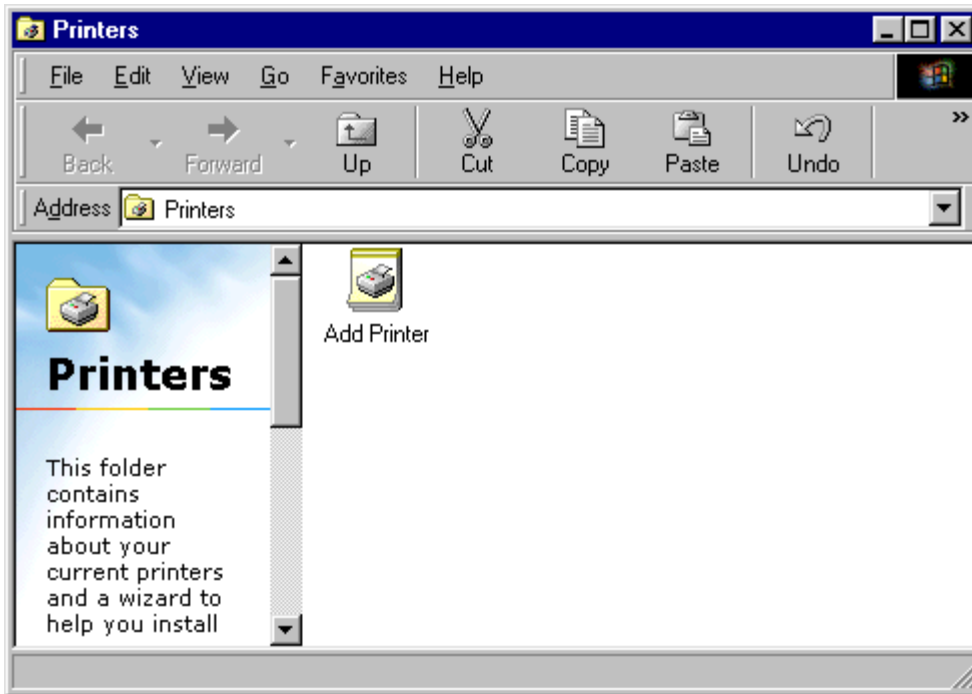 Printers
File Edit View Go Favorites Help
Back Forward Up Cut Copy Paste Undo »
Address Printers
Add Printer
Printers
This folder
contains
information
about your
current printers
and a wizard to
help you install